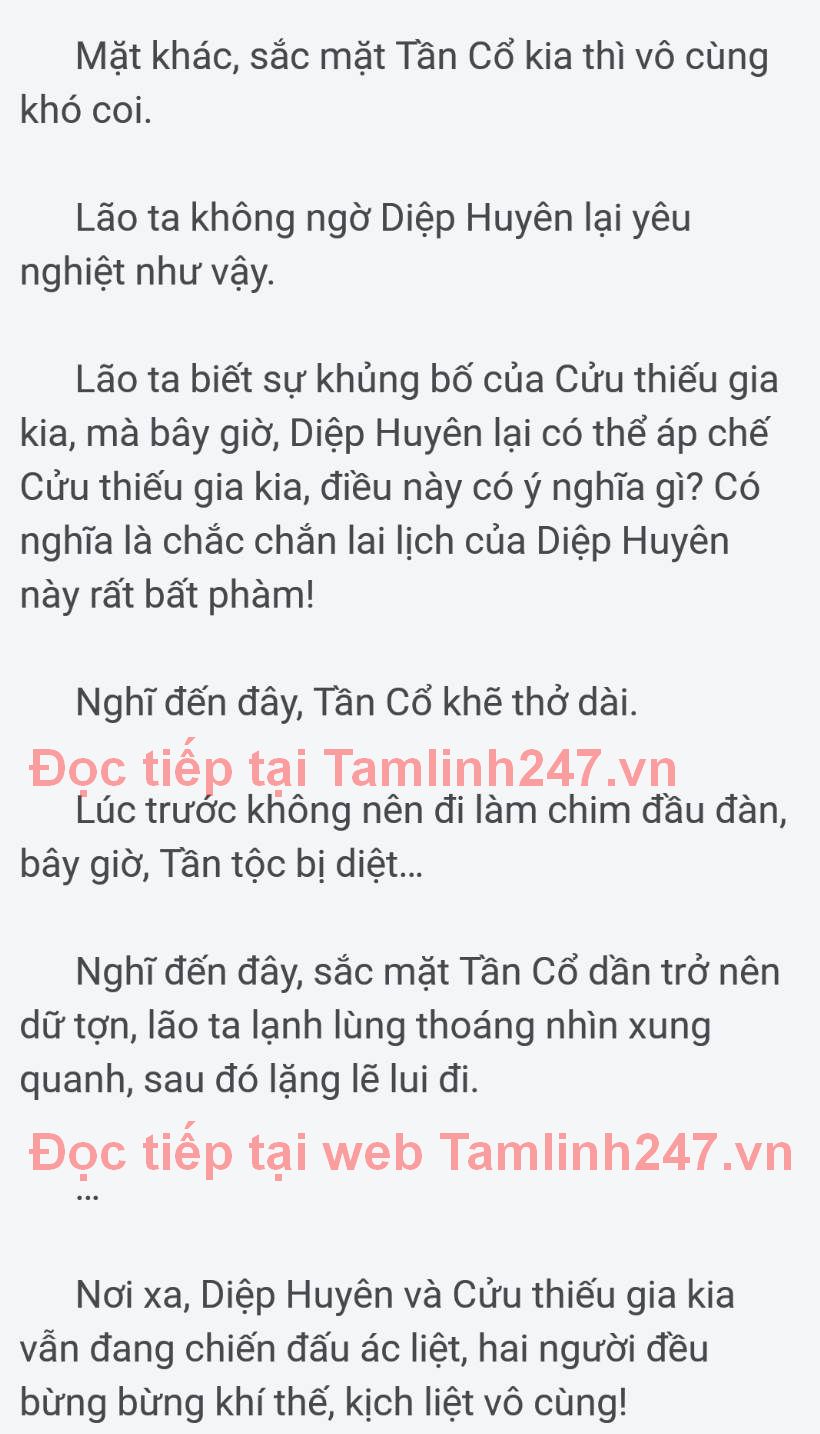 Mặt khác, sắc mặt Tần Cổ kia thì vô cùng
khó coi.
Lão ta không ngờ Diệp Huyên lại yêu
nghiệt như vậy.
Lão ta biết sự khủng bố của Cửu thiếu gia
kia, mà bây giờ, Diệp Huyên lại có thể áp chế
Cửu thiếu gia kia, điều này có ý nghĩa gì? Có
nghĩa là chắc chắn lai lịch của Diệp Huyên
này rất bất phàm!
Nghĩ đến đây, Tần Cổ khẽ thở dài.
Đọc tiếp tại Tamlinh247.vn
Lúc trước không nên đi làm chim đầu đàn,
bây giờ, Tần tộc bị diệt...
Nghĩ đến đây, sắc mặt Tần Cổ dần trở nên
dữ tợn, lão ta lạnh lùng thoáng nhìn xung
quanh, sau đó lặng lẽ lui đi.
Đọc tiếp tại web Tamlinh247.vn
...
Nơi xa, Diệp Huyên và Cửu thiếu gia kia
vẫn đang chiến đấu ác liệt, hai người đều
bừng bừng khí thế, kịch liệt vô cùng!